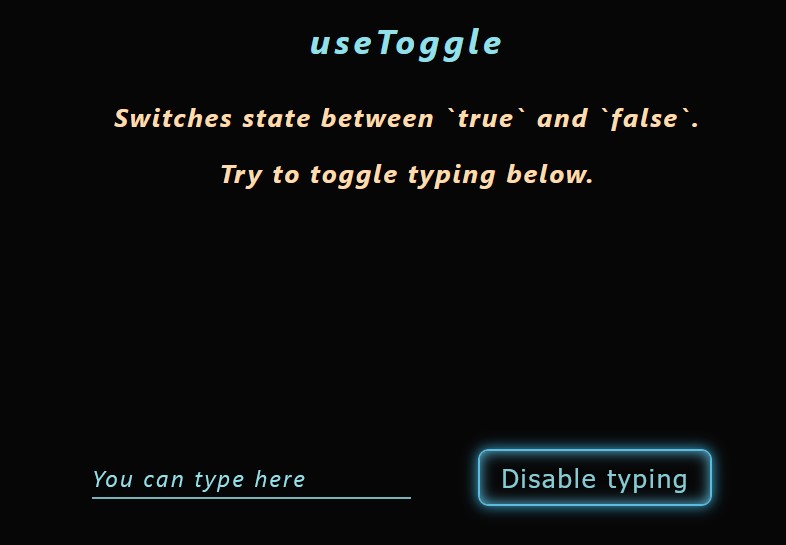 useToggle
Switches state between `true` and `false`.
Try to toggle typing below.
You can type here
Disable typing